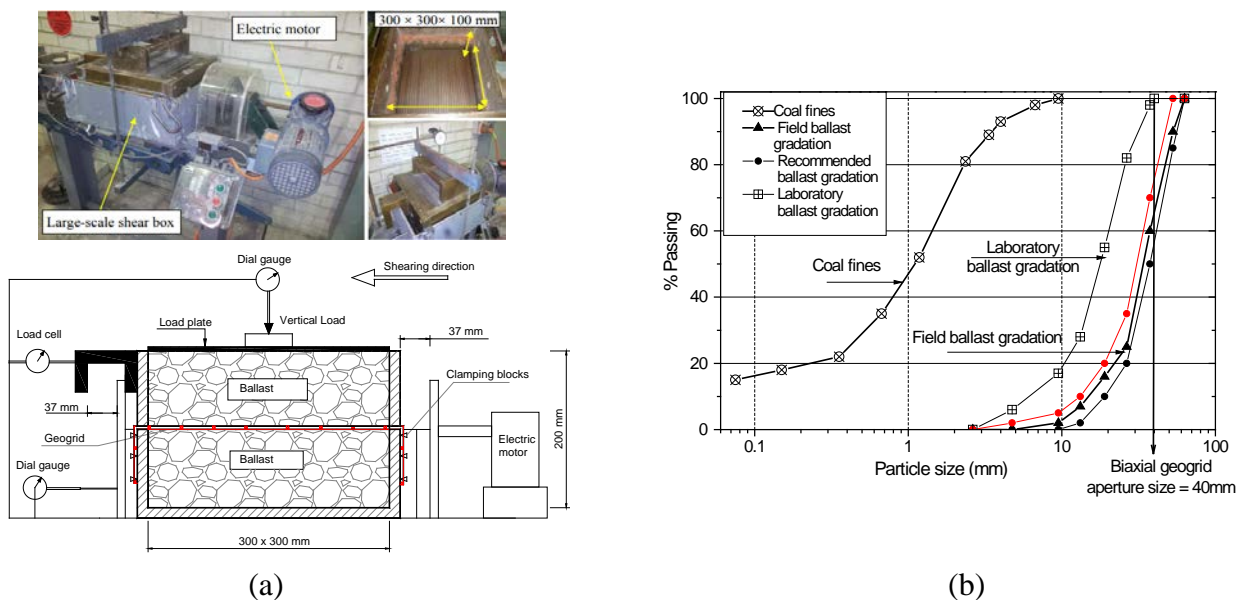 Electric motor
300 × 300× 100 mm
Large-scale shear box
Dial gauge
Shearing direction
Load plate
Vertical Load
Load cell
37 mm
Ballast
Clamping blocks
37 mm
Geogrid
Ballast
200 mm
Electric
motor
Dial gauge
300 x 300 mm
(a)
% Passing
100
80
60
40
20
0
Coal fines
Field ballast
gradation
Recommended
ballast gradation
Laboratory
ballast gradation
Laboratory
ballast gradation
Coal fines
Field ballast gradation
0.1
1
10
100
Particle size (mm)
Biaxial geogrid
aperture size = 40mm
(b)